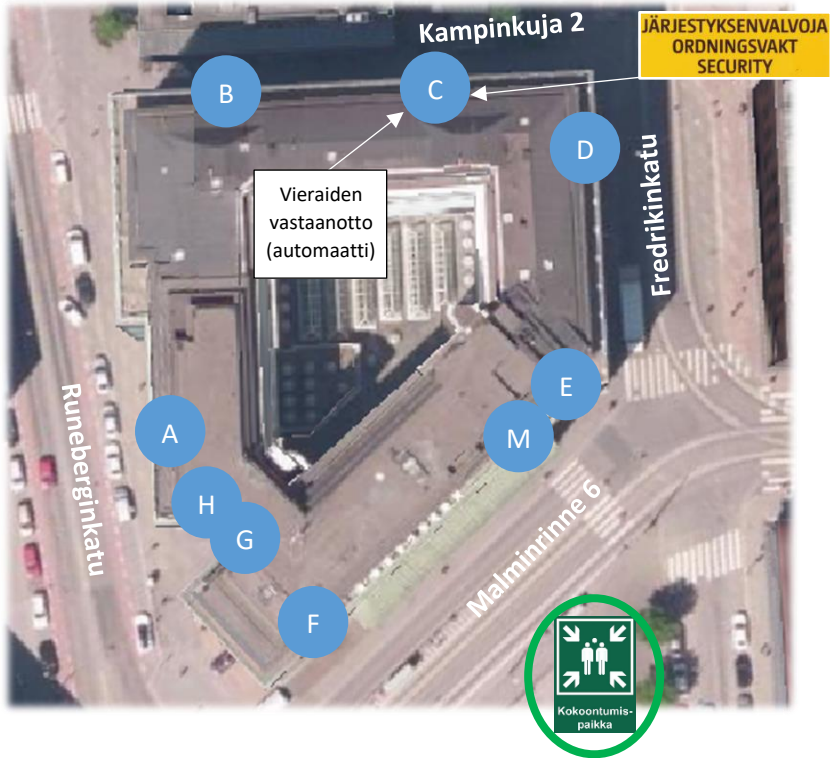 Kampinkuja 2
JÄRJESTYKSENVALVOJA
ORDNINGSVAKT
SECURITY
B
C
D
Vieraiden
vastaanotto
(automaatti)
Fredrikinkatu
E
A
M
Runeberginkatu
H
G
Malminrinne 6
F
Kokoontumis-
paikka